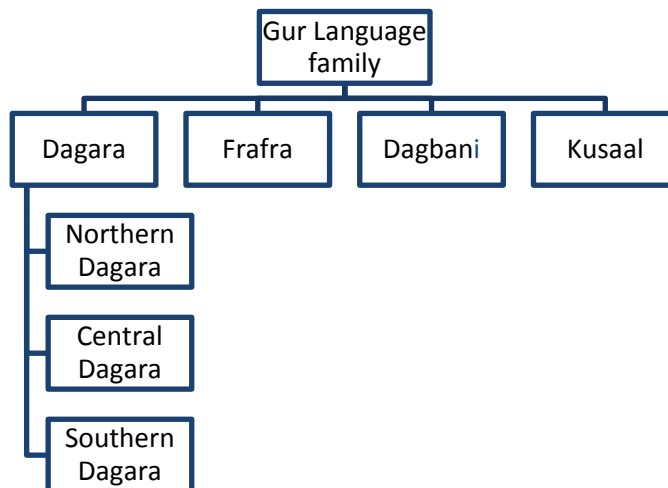 Gur Language
family
Dagara
Frafra
Dagbani
Kusaal
Northern
Dagara
Central
Dagara
Southern
Dagara